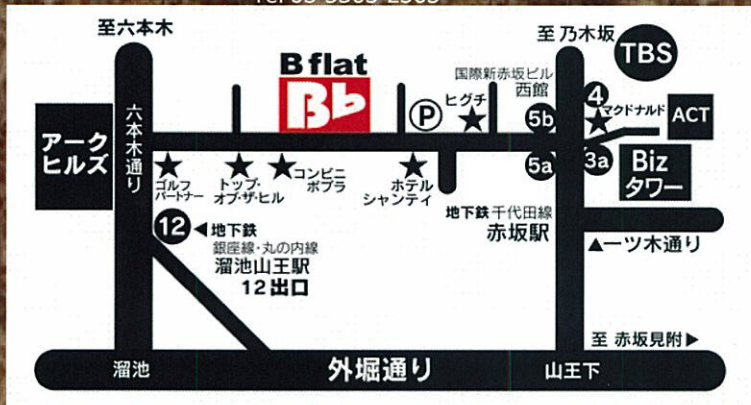 至六本木
六本木通り
アーク
ヒルズ
B flat
B♭
国際新赤坂ビル
西館
ヒグチ
P
至乃木坂
TBS
4
マクドナルド
ACT
5b
5a
3a
Biz
タワー
ゴルフ
パートナー
トップ・
オブ・ザ・ヒル
コンビニ
ポプラ
ホテル
シャンティ
12
◀地下鉄
銀座線・丸の内線
溜池山王駅
12出口
地下鉄 千代田線
赤坂駅
▲一ツ木通り
至 赤坂見附▶
溜池
外堀通り
山王下